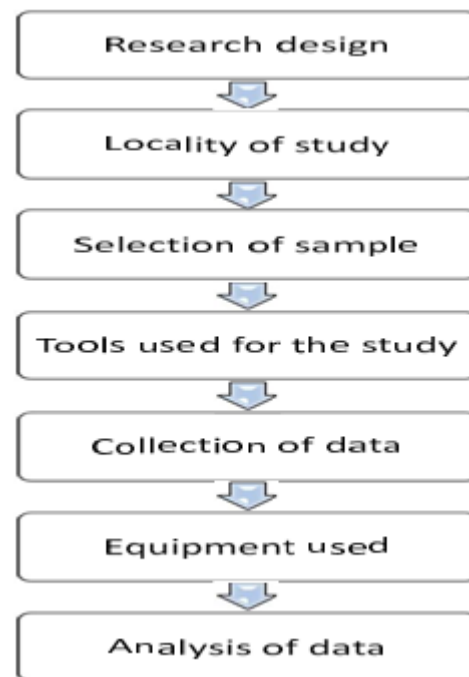 Research design
Locality of study
Selection of sample
Tools used for the study
Collection of data
Equipment used
Analysis of data